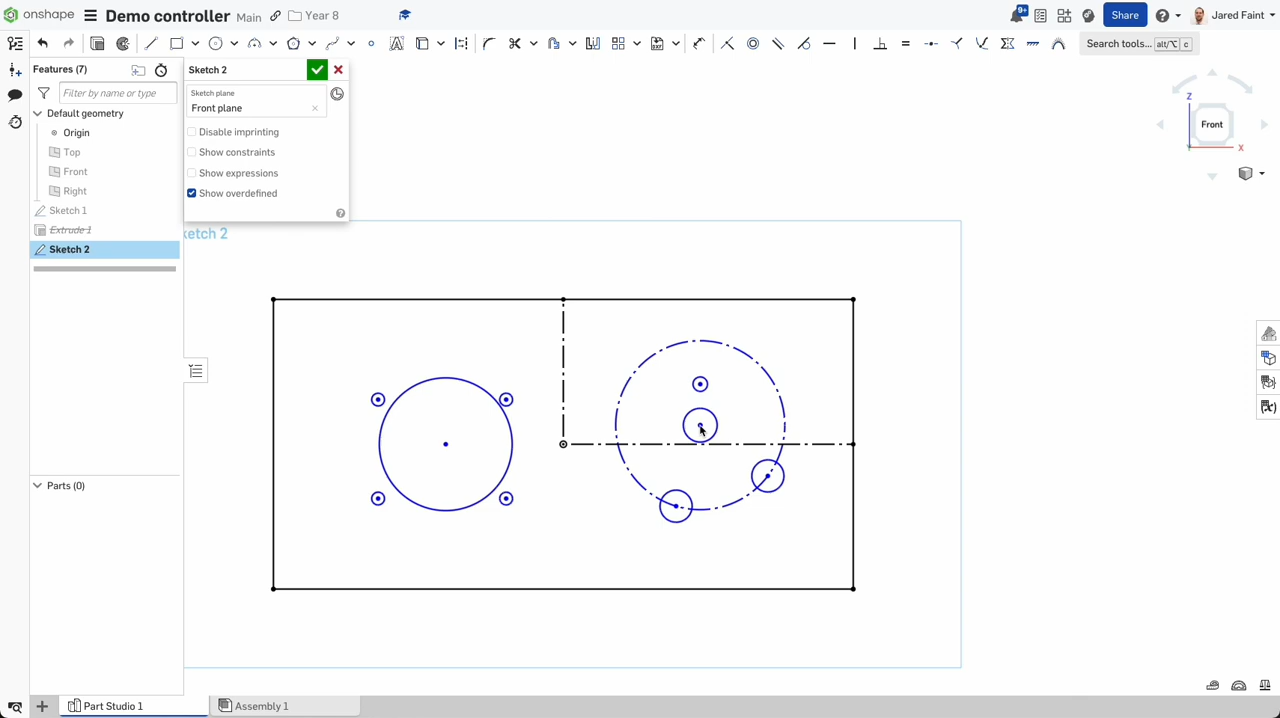 onshape
Demo controller Main Year 8
9+
Share
Jared Faint
Search tools... alt/⌥ c
Features (7)
Filter by name or type
Default geometry
Origin
Top
Front
Right
Sketch 1
Extrude 1
Sketch 2
Sketch 2
Sketch plane
Front plane
Disable imprinting
Show constraints
Show expressions
Show overdefined
ketch 2
Z
Front
X
Parts (0)
Part Studio 1
Assembly 1